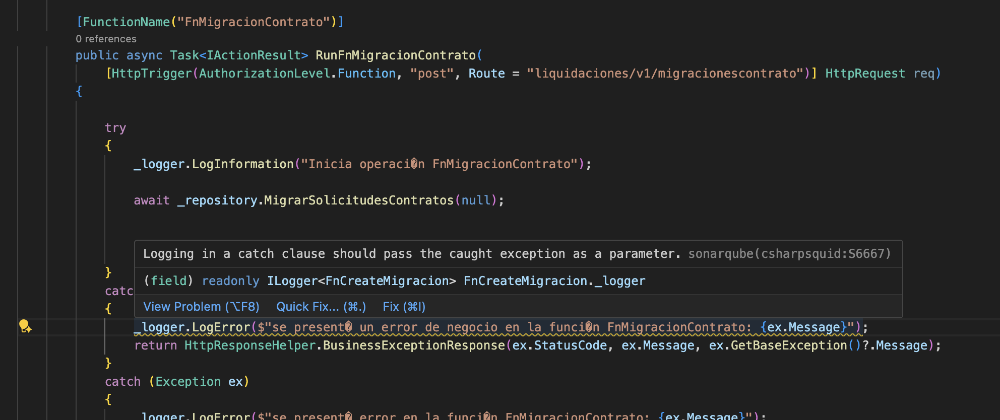 [FunctionName("FnMigracionContrato")]
0 references
public async Task<IActionResult> RunFnMigracionContrato(
[HttpTrigger(AuthorizationLevel.Function, "post", Route = "liquidaciones/v1/migracionescontrato")] HttpRequest req)
{
try
{
_logger.LogInformation("Inicia operaci�n FnMigracionContrato");
await _repository.MigrarSolicitudesContratos(null);
Logging in a catch clause should pass the caught exception as a parameter. sonarqube(csharpsquid:S6667)
}
(field) readonly ILogger<FnCreateMigracion> FnCreateMigracion._logger
catc
{
View Problem (⌥F8) Quick Fix... (⌘.) Fix (⌘I)
_logger.LogError($"se present� un error de negocio en la funci�n FnMigracionContrato: {ex.Message}");
return HttpResponseHelper.BusinessExceptionResponse(ex.StatusCode, ex.Message, ex.GetBaseException()?.Message);
}
catch (Exception ex)
{
_logger.LogError($"se present� error en la funci�n FnMigracionContrato: {ex.Message}");